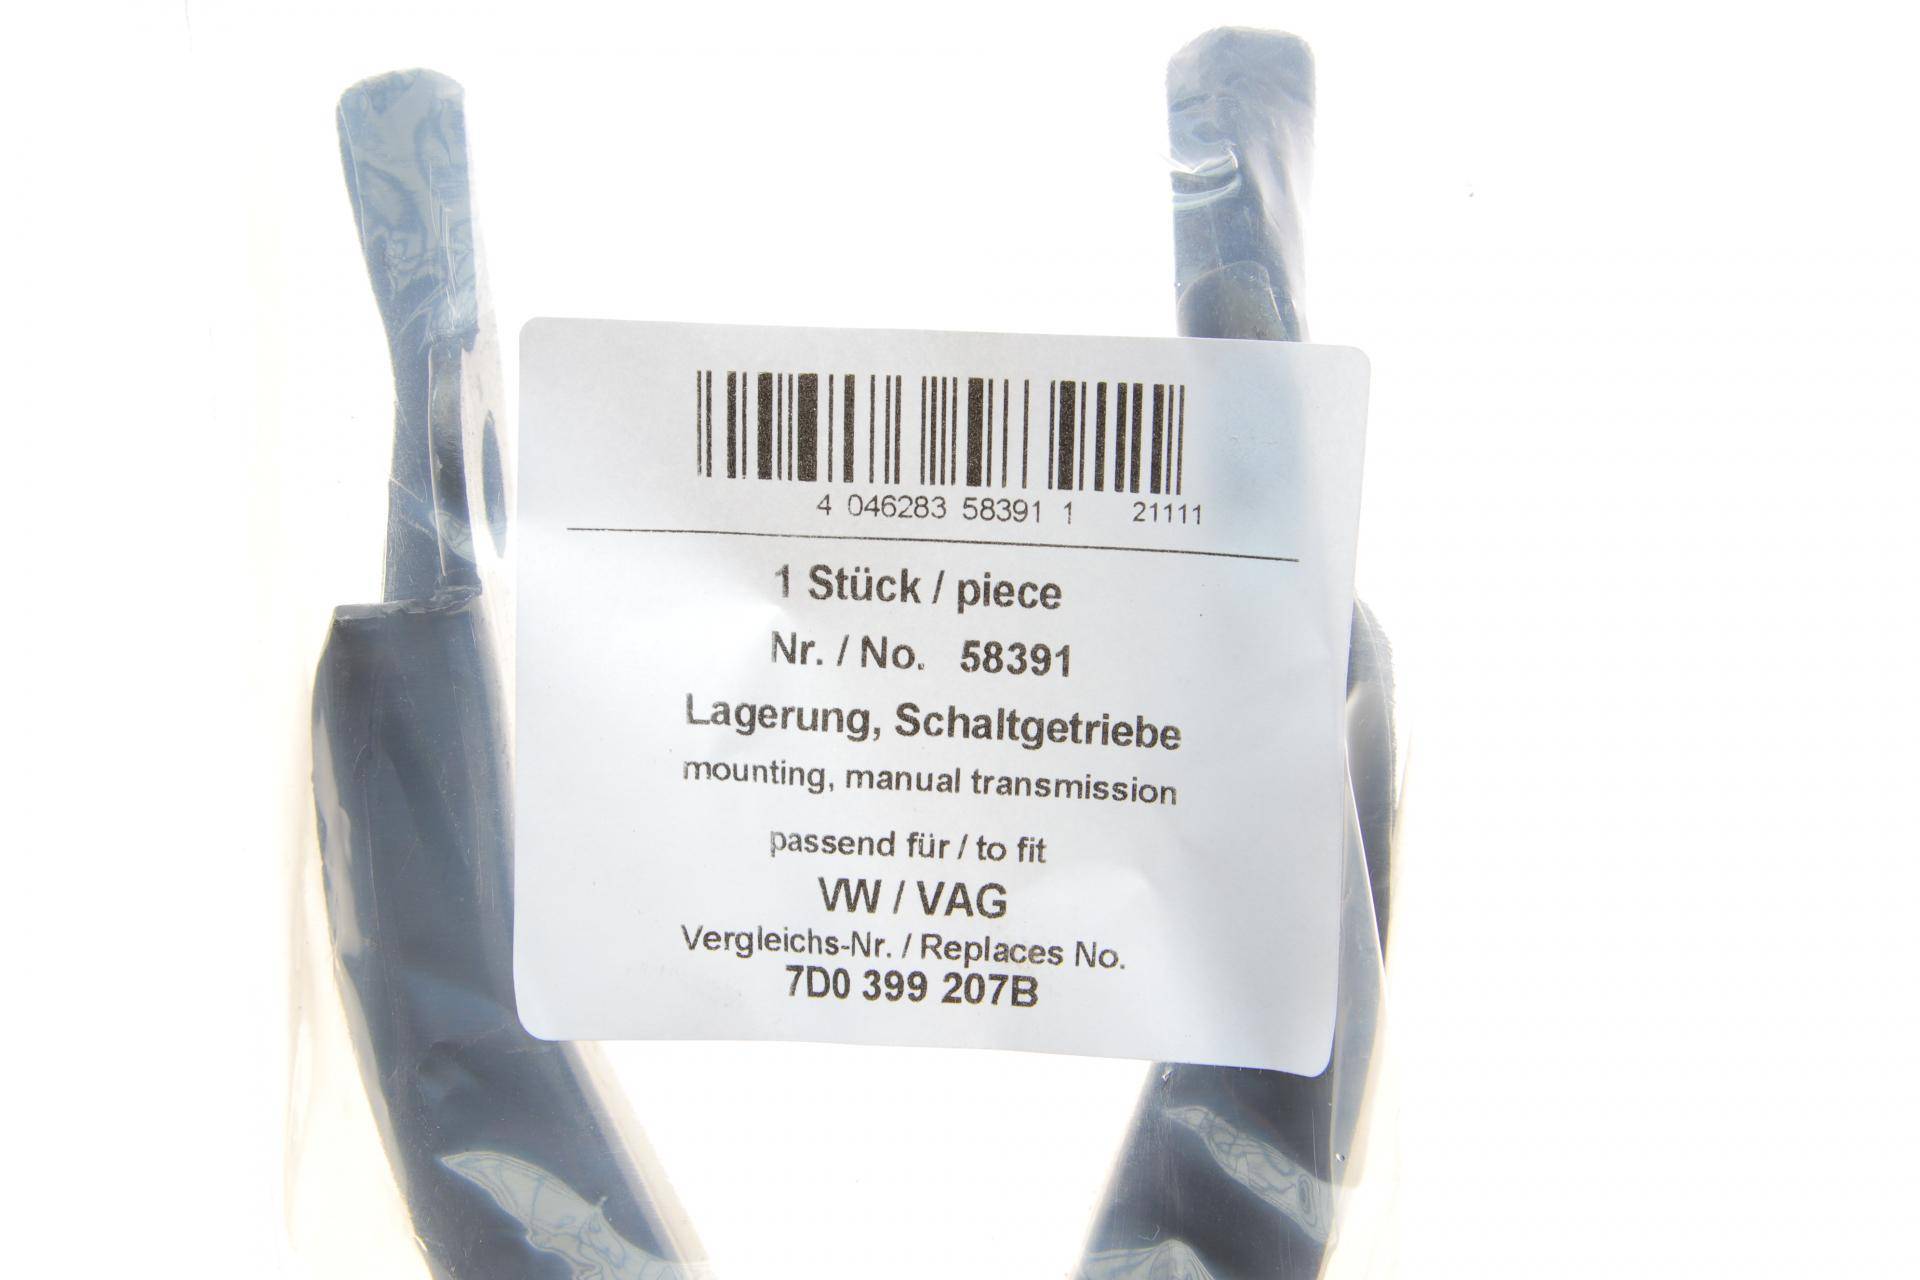 4 046283 58391 1 21111
1 Stück / piece
Nr. / No. 58391
Lagerung, Schaltgetriebe
mounting, manual transmission
passend für / to fit
VW / VAG
Vergleichs-Nr. / Replaces No.
7D0 399 207B